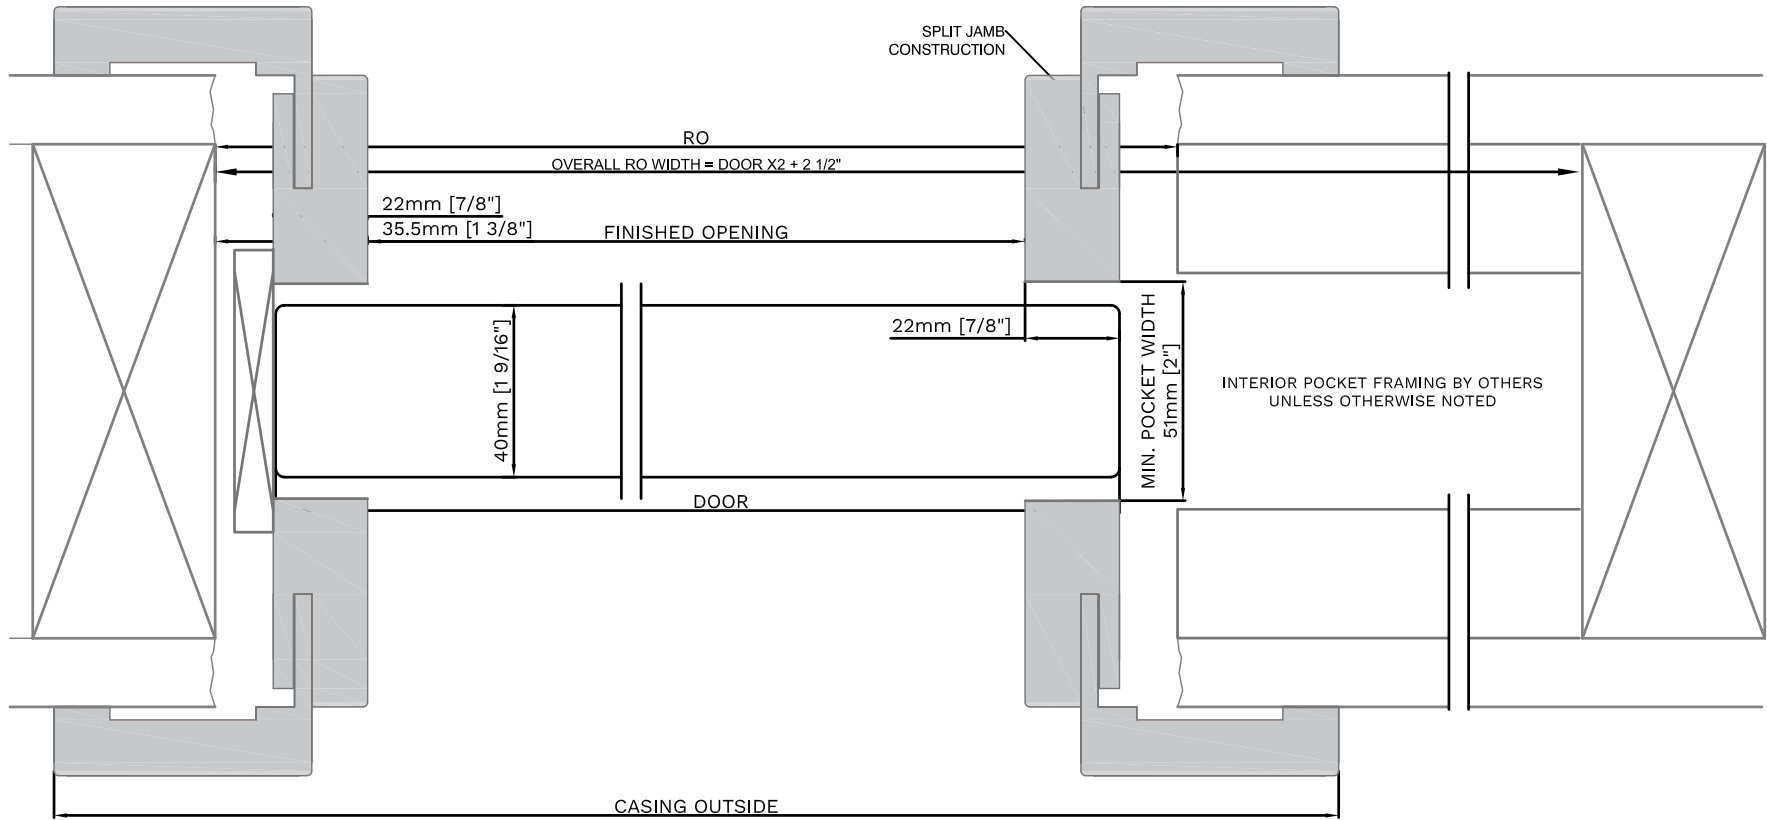 SPLIT JAMB
CONSTRUCTION
RO
OVERALL RO WIDTH = DOOR X2 + 2 1/2"
22mm [7/8"]
35.5mm [1 3/8"]
FINISHED OPENING
22mm [7/8"]
40mm [1 9/16"]
MIN. POCKET WIDTH
51mm [2"]
INTERIOR POCKET FRAMING BY OTHERS
UNLESS OTHERWISE NOTED
DOOR
CASING OUTSIDE